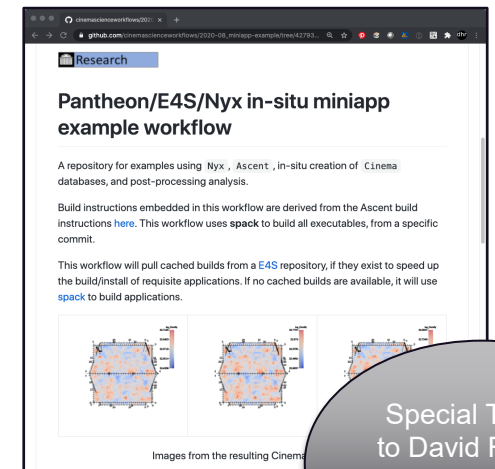 cinemascienceworkflows/2020
github.com/cinemascienceworkflows/2020-08_miniapp-example/tree/42793...
Research
Pantheon/E4S/Nyx in-situ miniapp
example workflow
A repository for examples using Nyx , Ascent , in-situ creation of Cinema
databases, and post-processing analysis.
Build instructions embedded in this workflow are derived from the Ascent build
instructions here. This workflow uses spack to build all executables, from a specific
commit.
This workflow will pull cached builds from a E4S repository, if they exist to speed up
the build/install of requisite applications. If no cached builds are available, it will use
spack to build applications.
Images from the resulting Cinema
Special T
to David